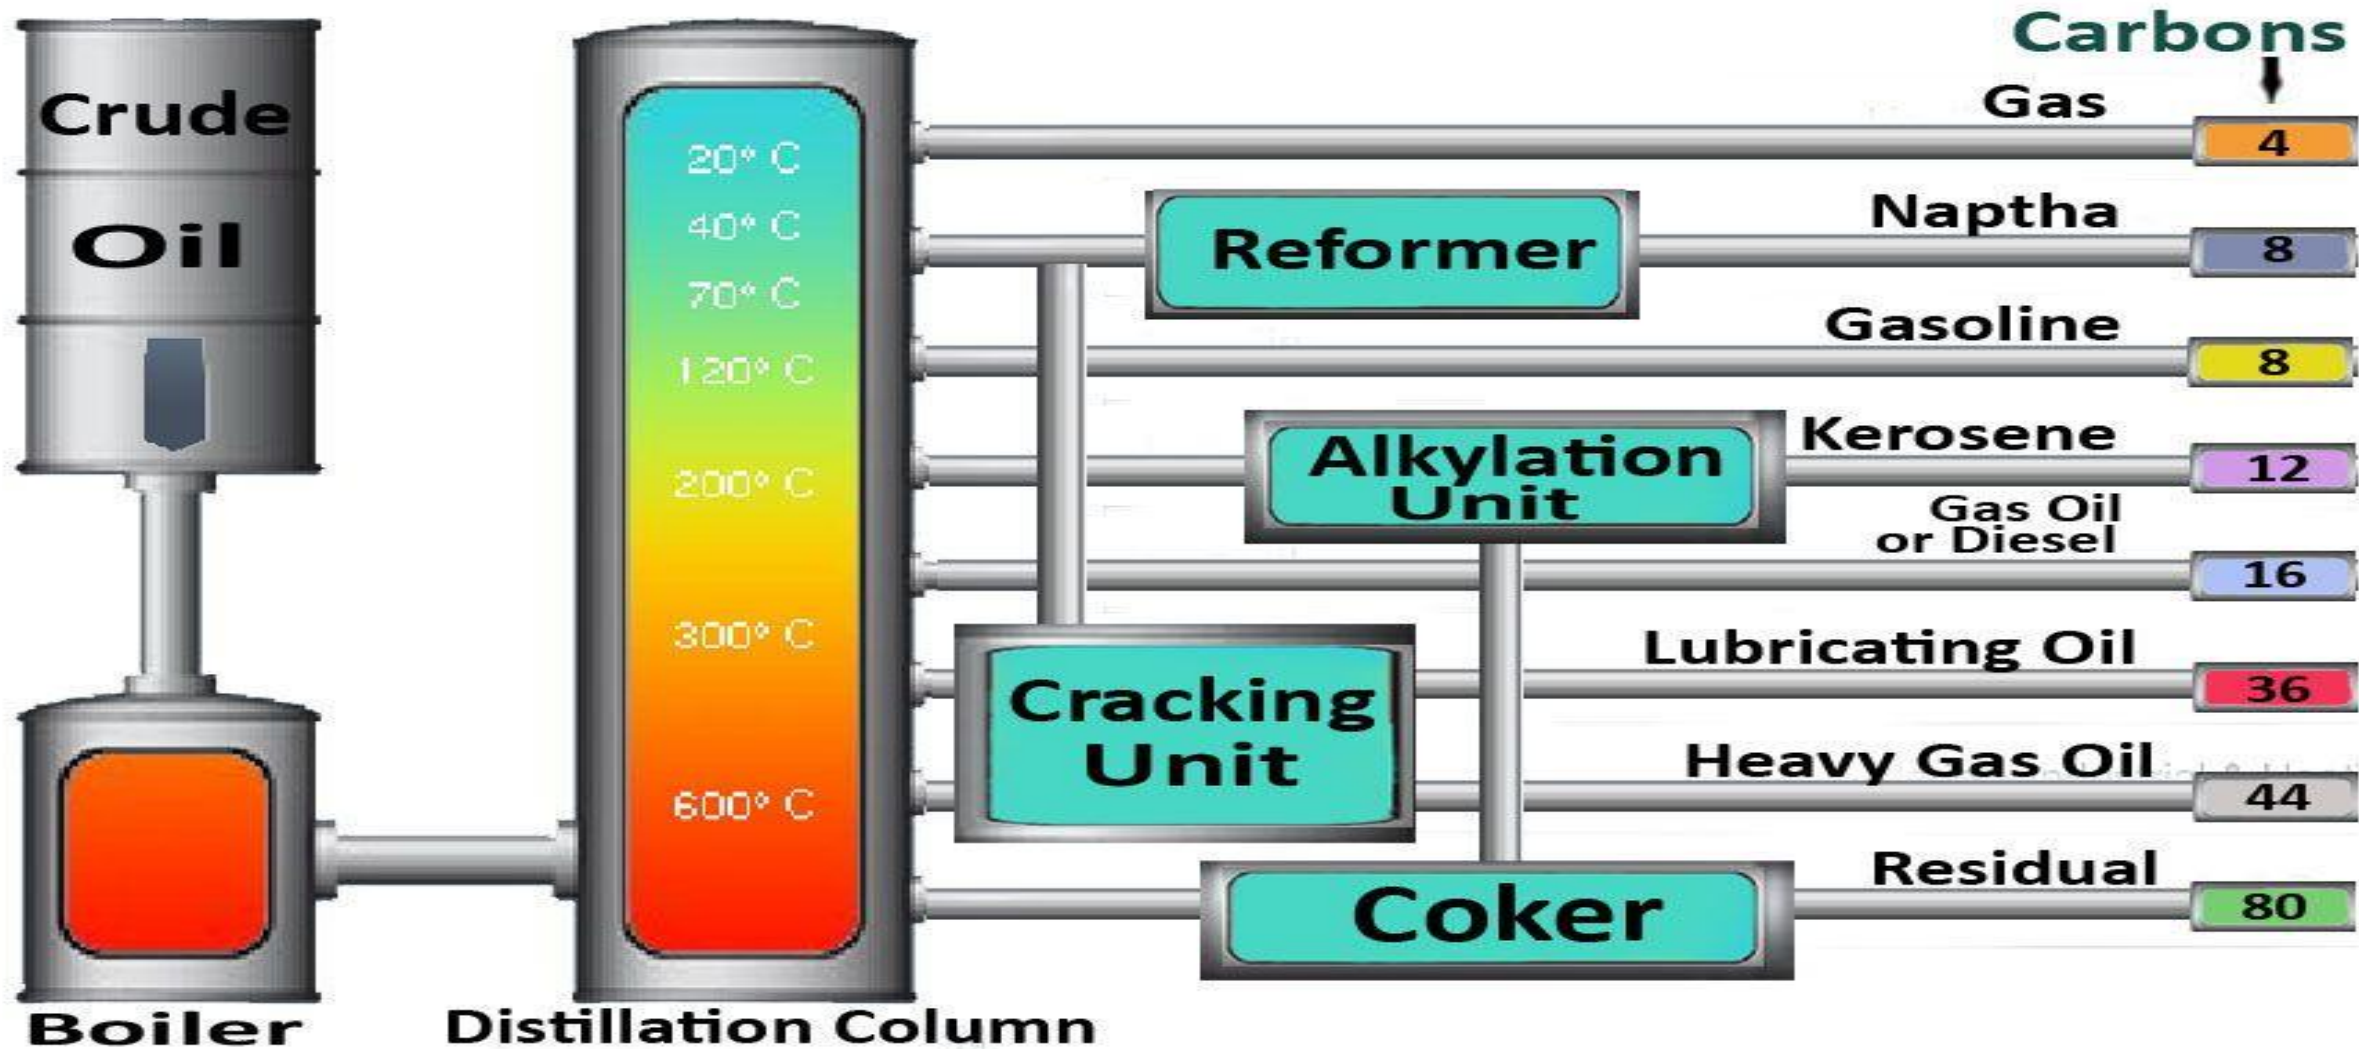 Crude
Oil
Boiler
Distillation Column
20° C
40° C
70° C
120° C
200° C
300° C
600° C
Carbons
Gas
4
Reformer
Naptha
8
Gasoline
8
Alkylation
Unit
Kerosene
12
Gas Oil
or Diesel
16
Cracking
Unit
Lubricating Oil
36
Heavy Gas Oil
44
Coker
Residual
80